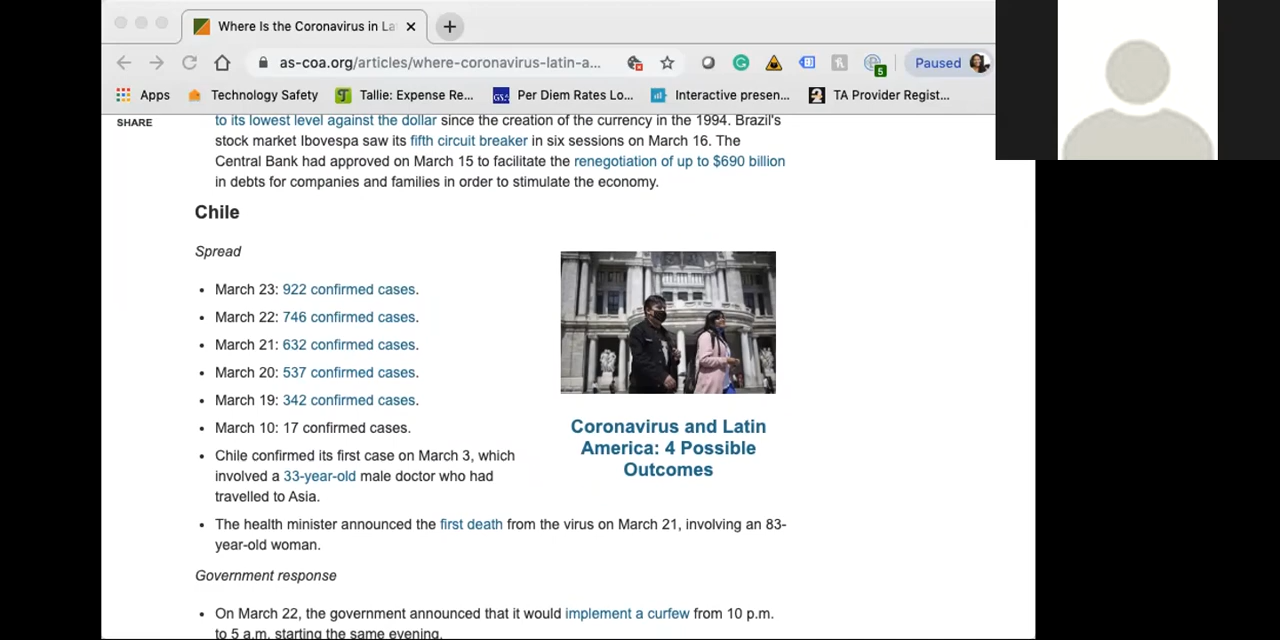 Where Is the Coronavirus in La
as-coa.org/articles/where-coronavirus-latin-a...
5
Paused
Apps
Technology Safety
Tallie: Expense Re...
GSA
Per Diem Rates Lo...
Interactive presen...
TA Provider Regist...
SHARE
to its lowest level against the dollar since the creation of the currency in the 1994. Brazil's
stock market Ibovespa saw its fifth circuit breaker in six sessions on March 16. The
Central Bank had approved on March 15 to facilitate the renegotiation of up to $690 billion
in debts for companies and families in order to stimulate the economy.
Chile
Spread
March 23: 922 confirmed cases.
March 22: 746 confirmed cases.
March 21: 632 confirmed cases.
March 20: 537 confirmed cases.
March 19: 342 confirmed cases.
March 10: 17 confirmed cases.
Chile confirmed its first case on March 3, which
involved a 33-year-old male doctor who had
travelled to Asia.
Coronavirus and Latin
America: 4 Possible
Outcomes
The health minister announced the first death from the virus on March 21, involving an 83-
year-old woman.
Government response
On March 22, the government announced that it would implement a curfew from 10 p.m.
to 5 a.m. starting the same evening.